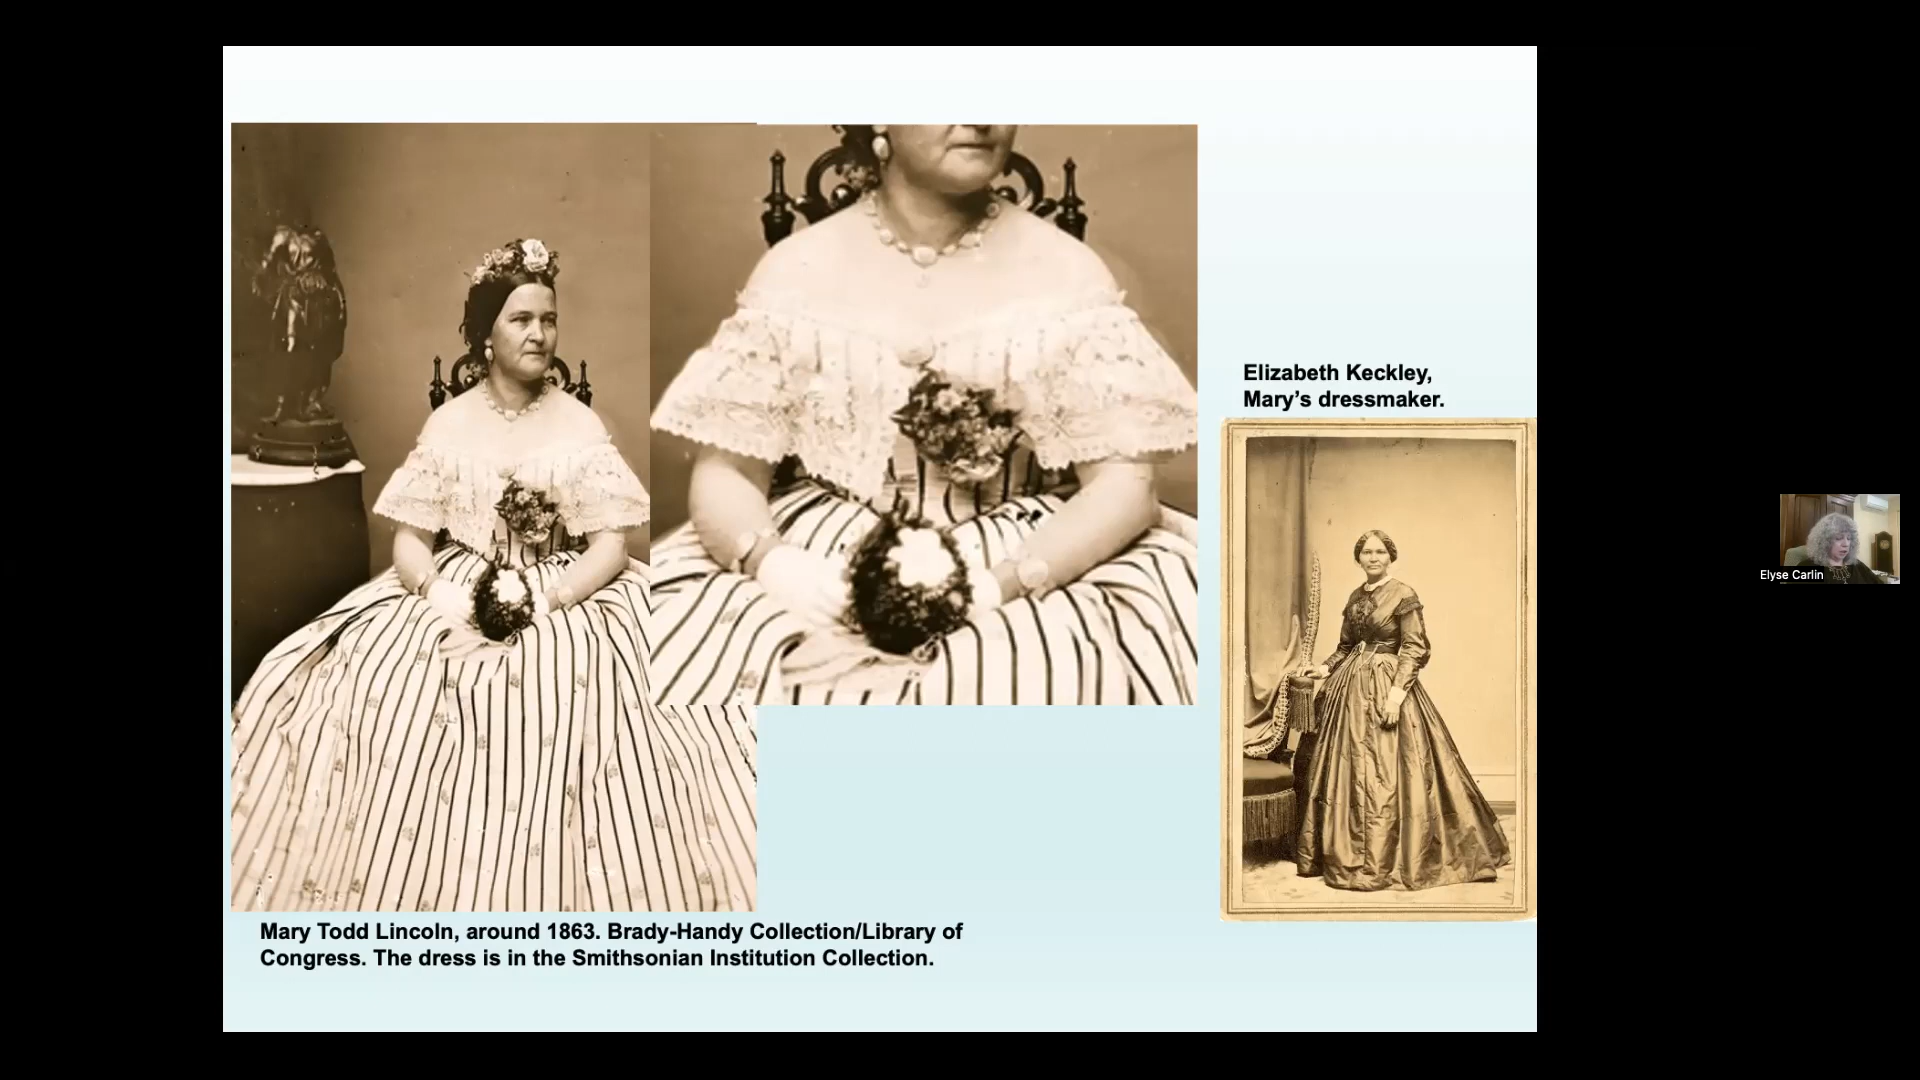 Elizabeth Keckley,
Mary’s dressmaker.
Elyse Carlin
Mary Todd Lincoln, around 1863. Brady-Handy Collection/Library of
Congress. The dress is in the Smithsonian Institution Collection.